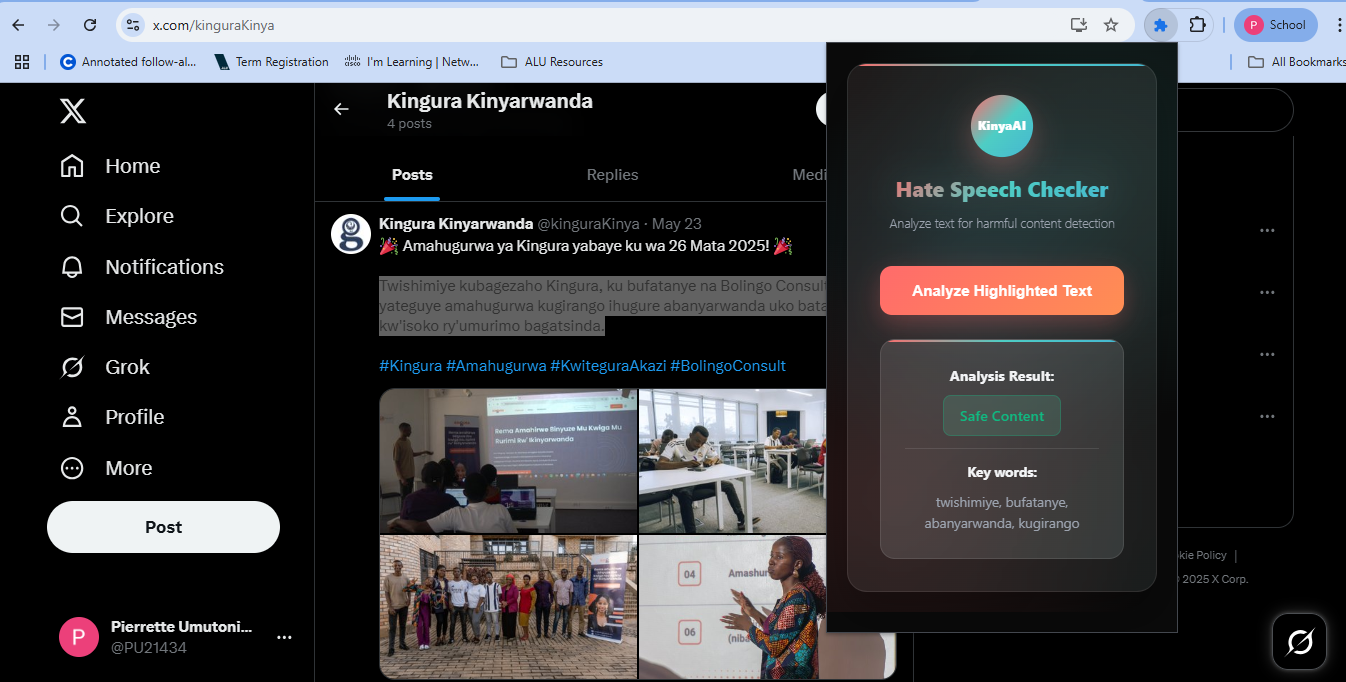 x.com/kinguraKinya
School
Annotated follow-al...
Term Registration
I'm Learning | Netw...
ALU Resources
All Bookmarks
Home
Explore
Notifications
Messages
Grok
Profile
More
Post
Pierrette Umutoni...
@PU21434
P
Kingura Kinyarwanda
4 posts
Posts
Replies
Medi
Kingura Kinyarwanda @kinguraKinya · May 23
🎉 Amahugurwa ya Kingura yabaye ku wa 26 Mata 2025! 🎉
Twishimiye kubagezaho Kingura, ku bufatanye na Bolingo Consult
yateguye amahugurwa kugirango ihugure abanyarwanda uko bata
kw'isoko ry'umurimo bagatsinda.
#Kingura #Amahugurwa #KwiteguraAkazi #BolingoConsult
Rema Amahirwe Binyuze Mu Kwiga Mu
Rurimi Rw' Ikinyarwanda
04
Amashur
06
(nib
KinyaAI
Hate Speech Checker
Analyze text for harmful content detection
Analyze Highlighted Text
Analysis Result:
Safe Content
Key words:
twishimiye, bufatanye,
abanyarwanda, kugirango
kie Policy |
© 2025 X Corp.